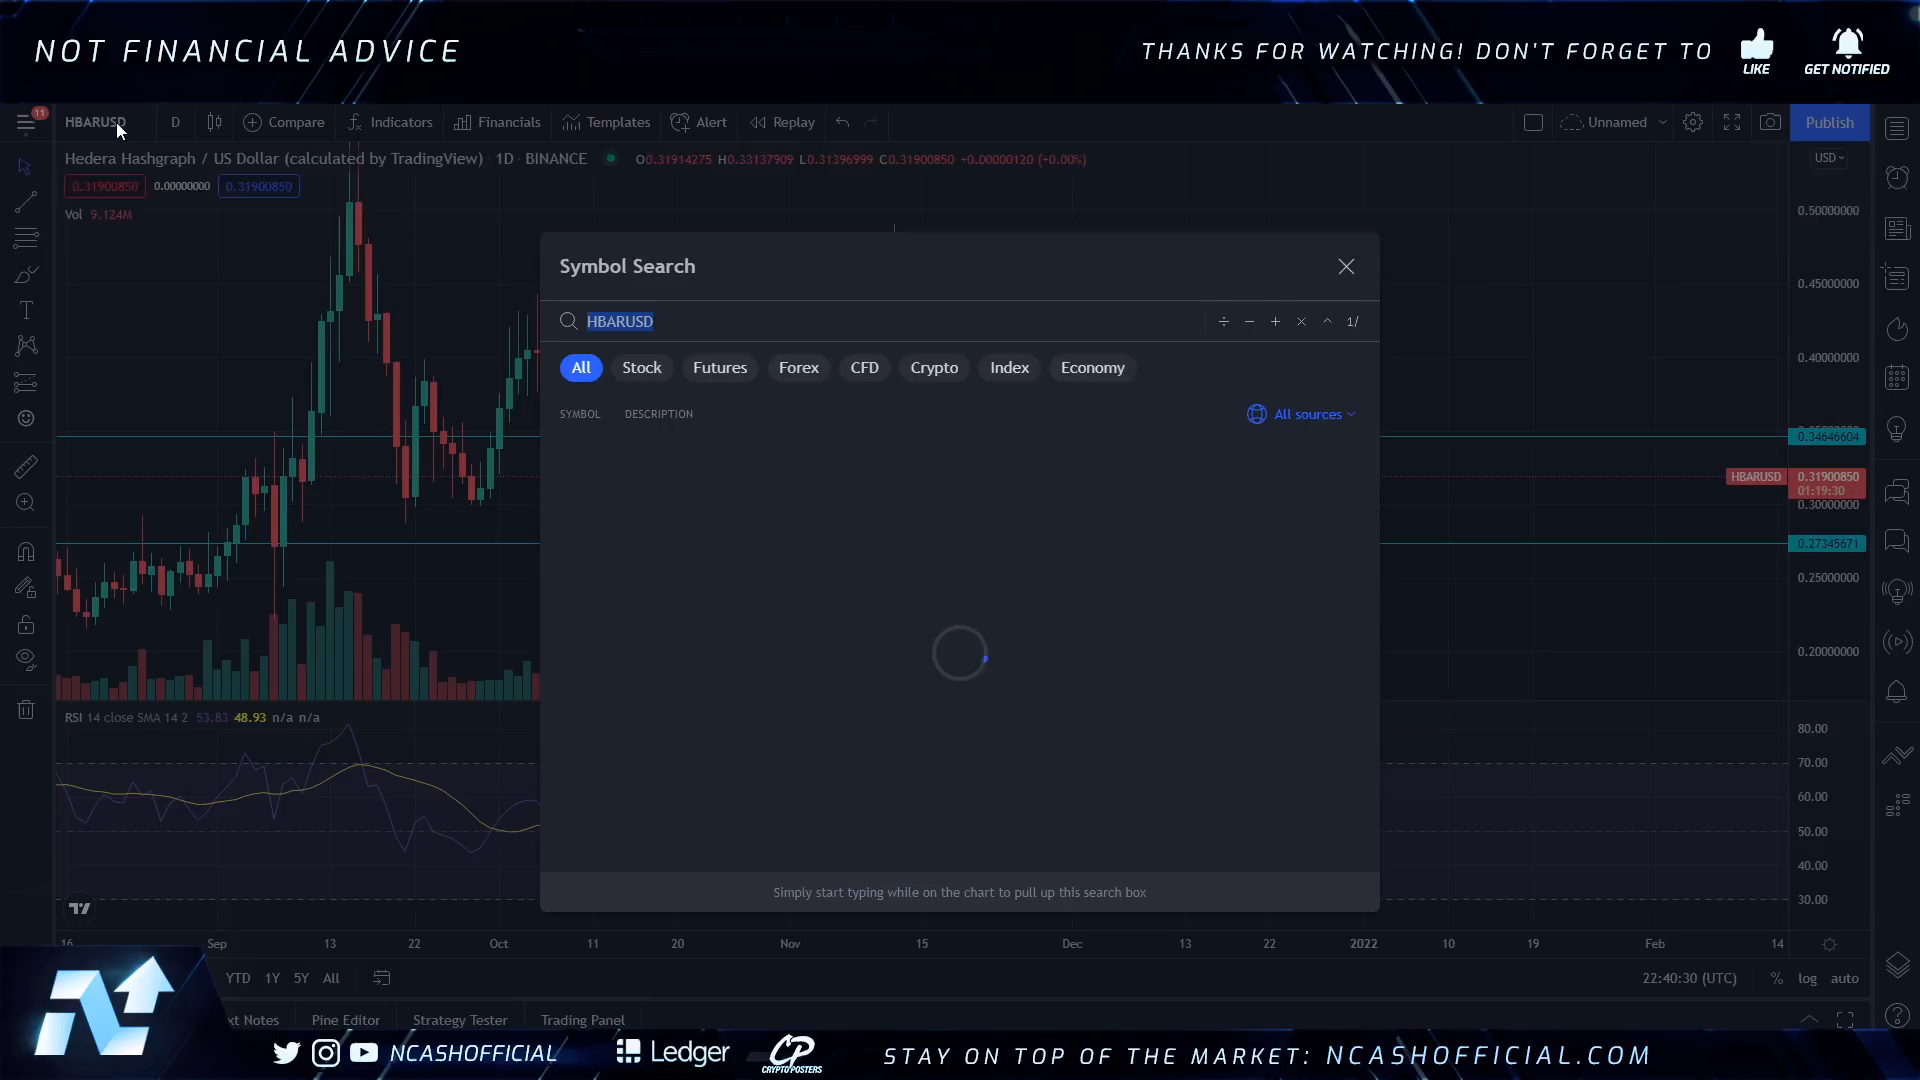 NOT FINANCIAL ADVICE
THANKS FOR WATCHING! DON'T FORGET TO
LIKE
GET NOTIFIED
11
HBARUSD
D
Compare
Indicators
Financials
Templates
Alert
Replay
Unnamed
Publish
Hedera Hashgraph / US Dollar (calculated by TradingView) 1D · BINANCE
O0.31914275 H0.33137909 L0.31396999 C0.31900850 +0.00000120 (+0.00%)
USD
0.31900850 0.00000000 0.31900850
Vol 9.124M
0.50000000
0.45000000
0.40000000
0.34646604
HBARUSD 0.31900850
01:19:30
0.30000000
0.27345671
0.25000000
0.20000000
Symbol Search
HBARUSD
÷ − + × ^ 1/
All Stock Futures Forex CFD Crypto Index Economy
SYMBOL DESCRIPTION
All sources
Simply start typing while on the chart to pull up this search box
RSI 14 close SMA 14 2 53.83 48.93 n/a n/a
80.00
70.00
60.00
50.00
40.00
30.00
16 Sep 13 22 Oct 11 20 Nov 15 Dec 13 22 2022 10 19 Feb 14
YTD 1Y 5Y All
22:40:30 (UTC) % log auto
xt Notes Pine Editor Strategy Tester Trading Panel
NCASHOFFICIAL
Ledger
CP
CRYPTOPOSTERS
STAY ON TOP OF THE MARKET: NCASHOFFICIAL.COM